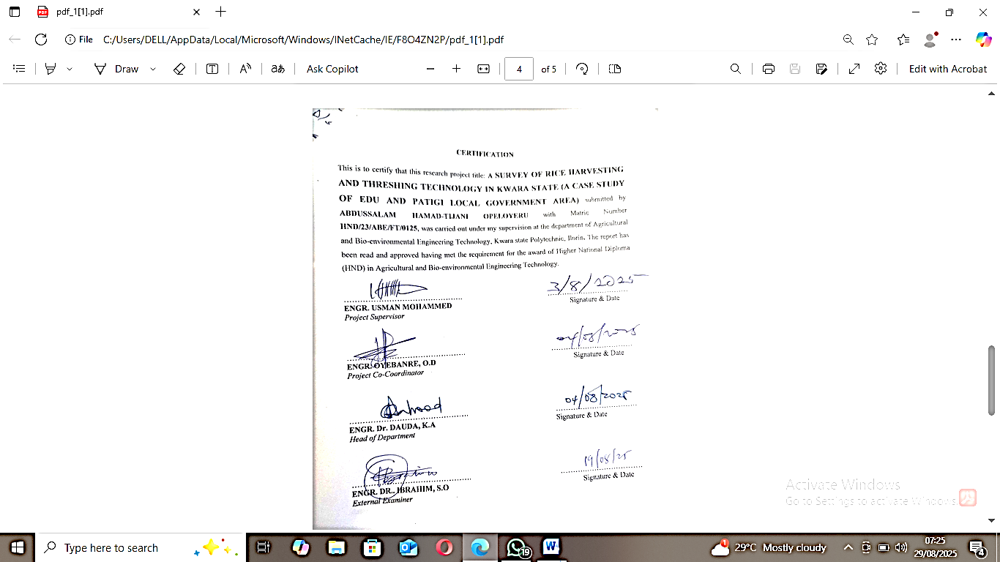 pdf_1[1].pdf
File C:/Users/DELL/AppData/Local/Microsoft/Windows/INetCache/IE/F8O4ZN2P/pdf_1[1].pdf
Draw
Ask Copilot
4 of 5
Edit with Acrobat
CERTIFICATION
This is to certify that this research project title: A SURVEY OF RICE HARVESTING
AND THRESHING TECHNOLOGY IN KWARA STATE (A CASE STUDY
OF EDU AND PATIGI LOCAL GOVERNMENT AREA) submitted by
ABDUSSALAM HAMAD-TIJANI OPELOYERU with Matric Number
HND/23/ABE/FT/0125, was carried out under my supervision at the department of Agricultural
and Bio-environmental Engineering Technology, Kwara state Polytechnic, Ilorin. The report has
been read and approved having met the requirement for the award of Higher National Diploma
(HND) in Agricultural and Bio-environmental Engineering Technology.
3/8/2025
ENGR. USMAN MOHAMMED
Signature & Date
Project Supervisor
04/08/2025
ENGR. OYEBANRE, O.D
Signature & Date
Project Co-Coordinator
04/08/2025
ENGR. Dr. DAUDA, K.A
Signature & Date
Head of Department
19/08/25
ENGR. DR.. IBRAHIM, S.O
Signature & Date
External Examiner
Activate Windows
Go to Settings to activate Windows.
Type here to search
19
W
1
29°C Mostly cloudy
07:25
29/08/2025
4